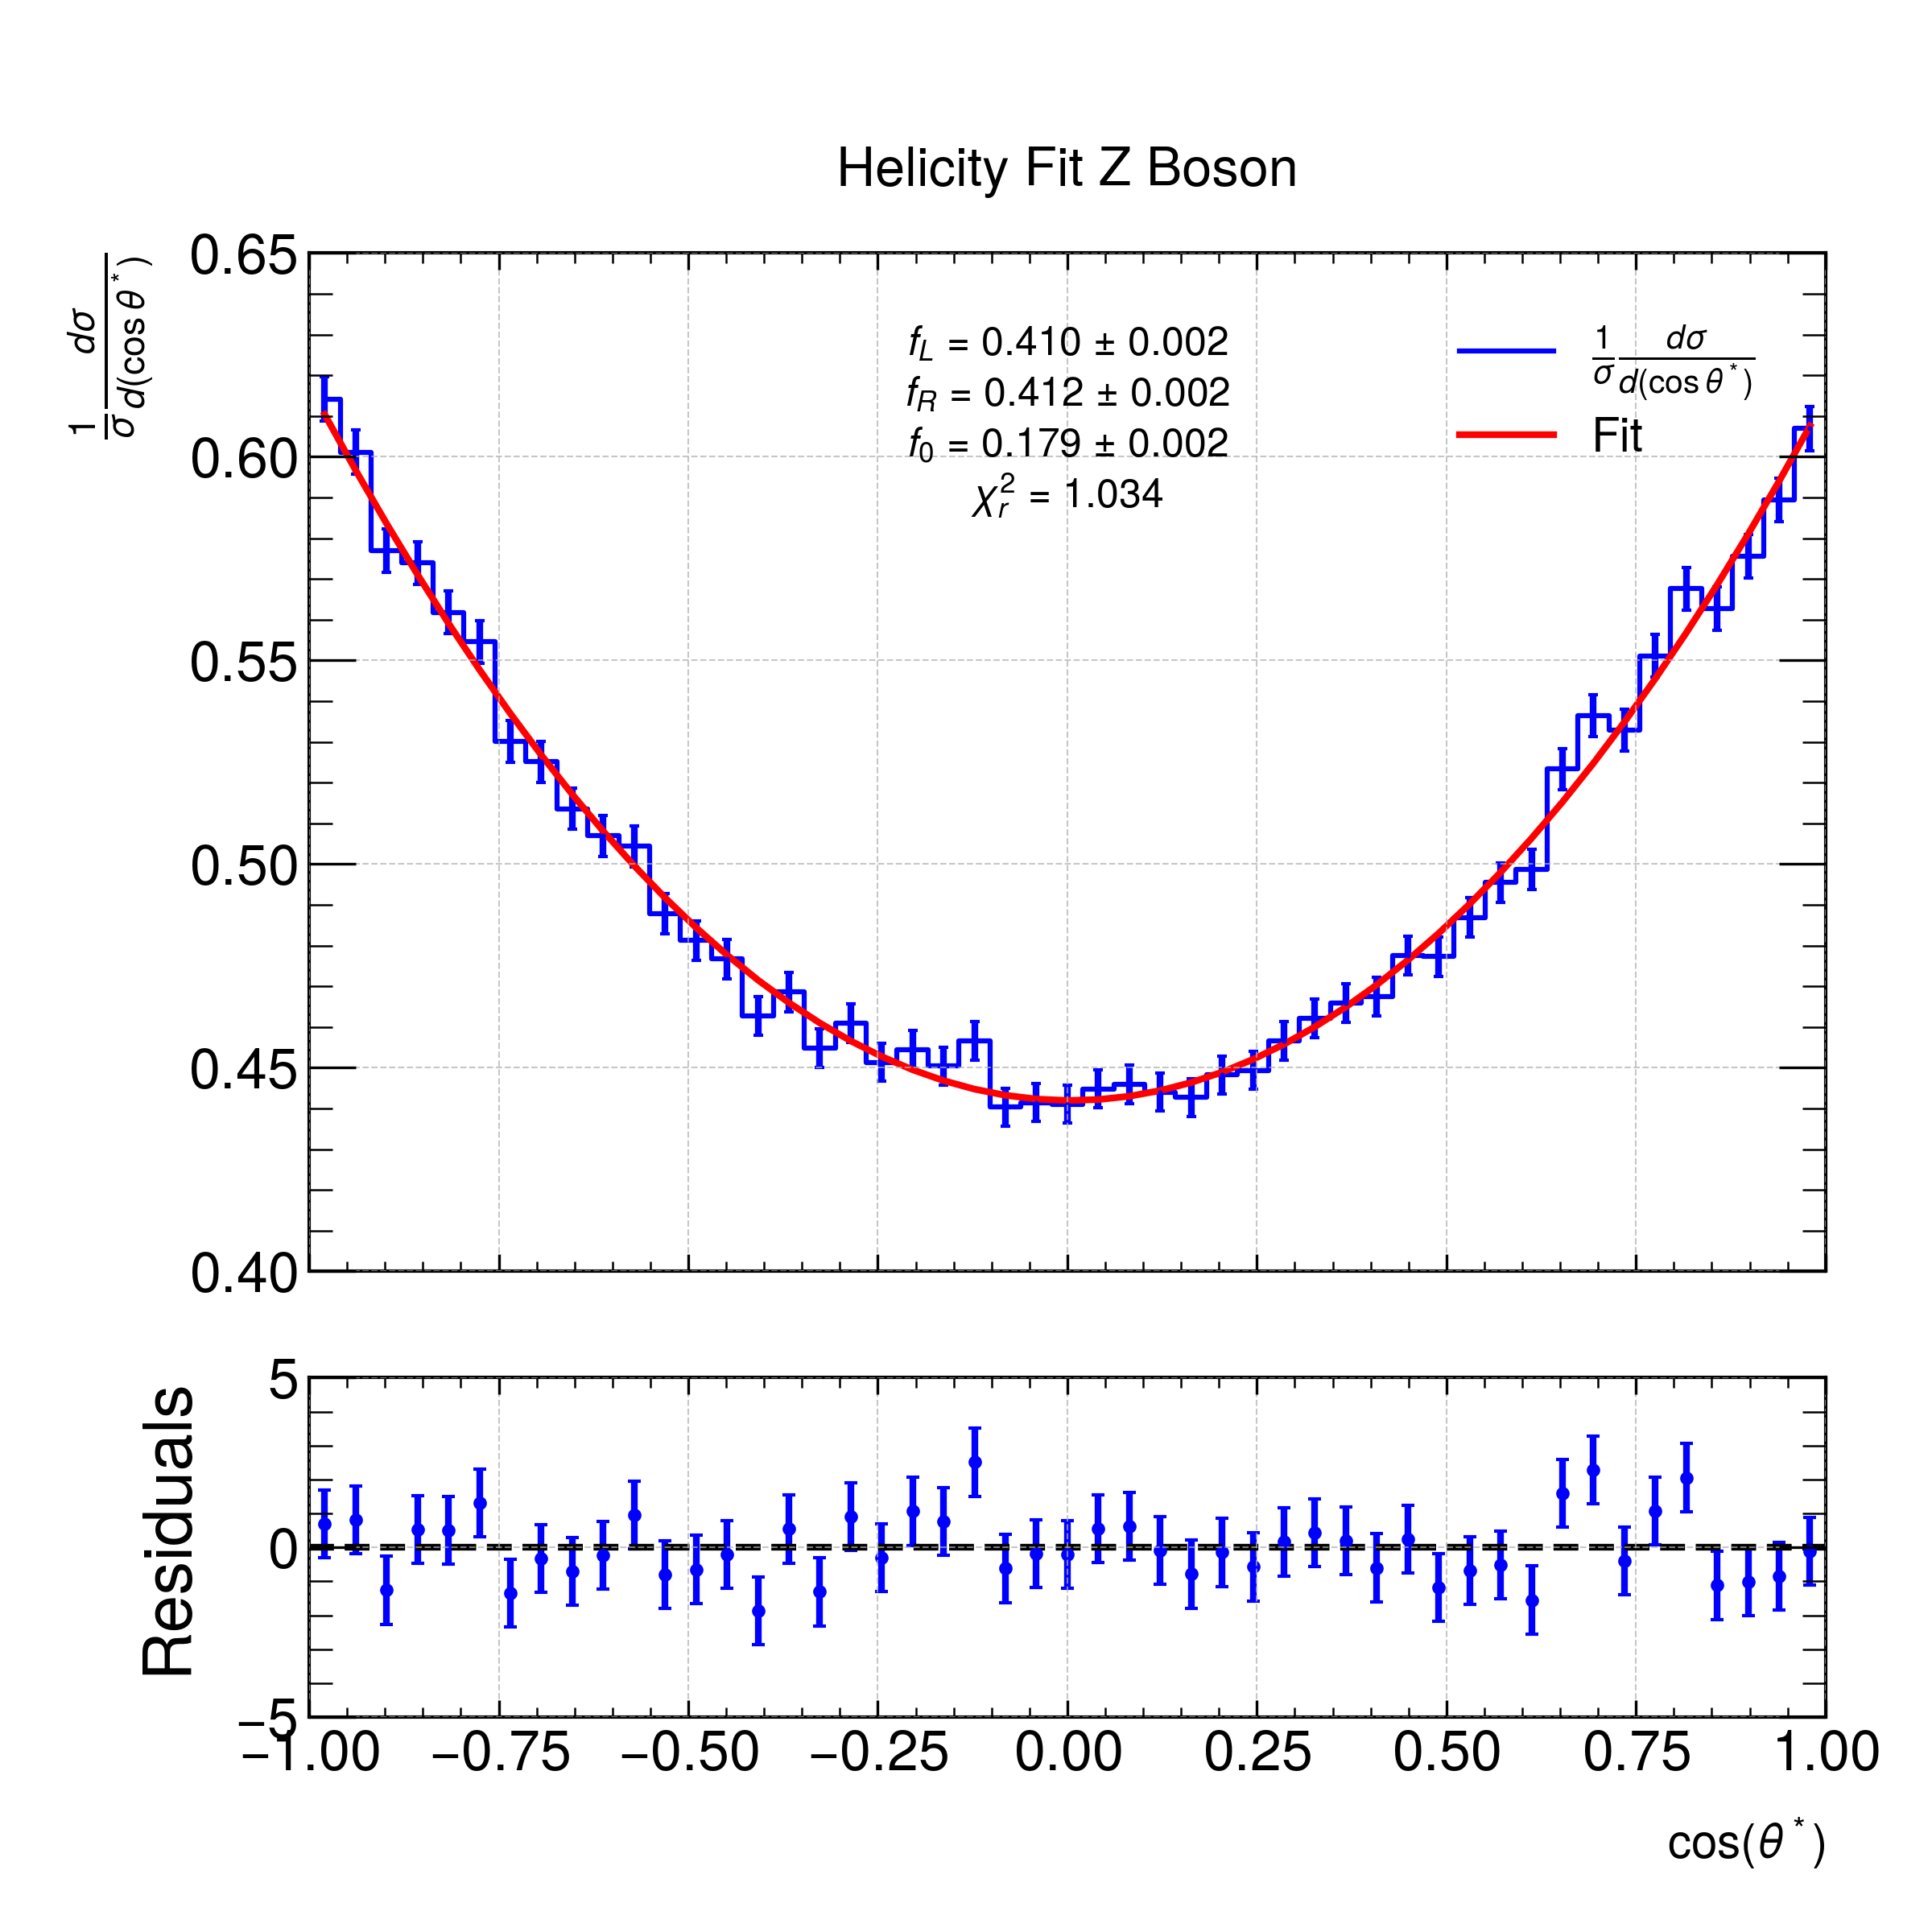 Helicity Fit Z Boson
1/σ dσ/d(cos θ*)
0.65
0.60
0.55
0.50
0.45
0.40
f_L = 0.410 ± 0.002
f_R = 0.412 ± 0.002
f_0 = 0.179 ± 0.002
χ_r^2 = 1.034
1/σ dσ/d(cos θ*)
Fit
Residuals
5
0
−5
−1.00 −0.75 −0.50 −0.25 0.00 0.25 0.50 0.75 1.00
cos(θ*)